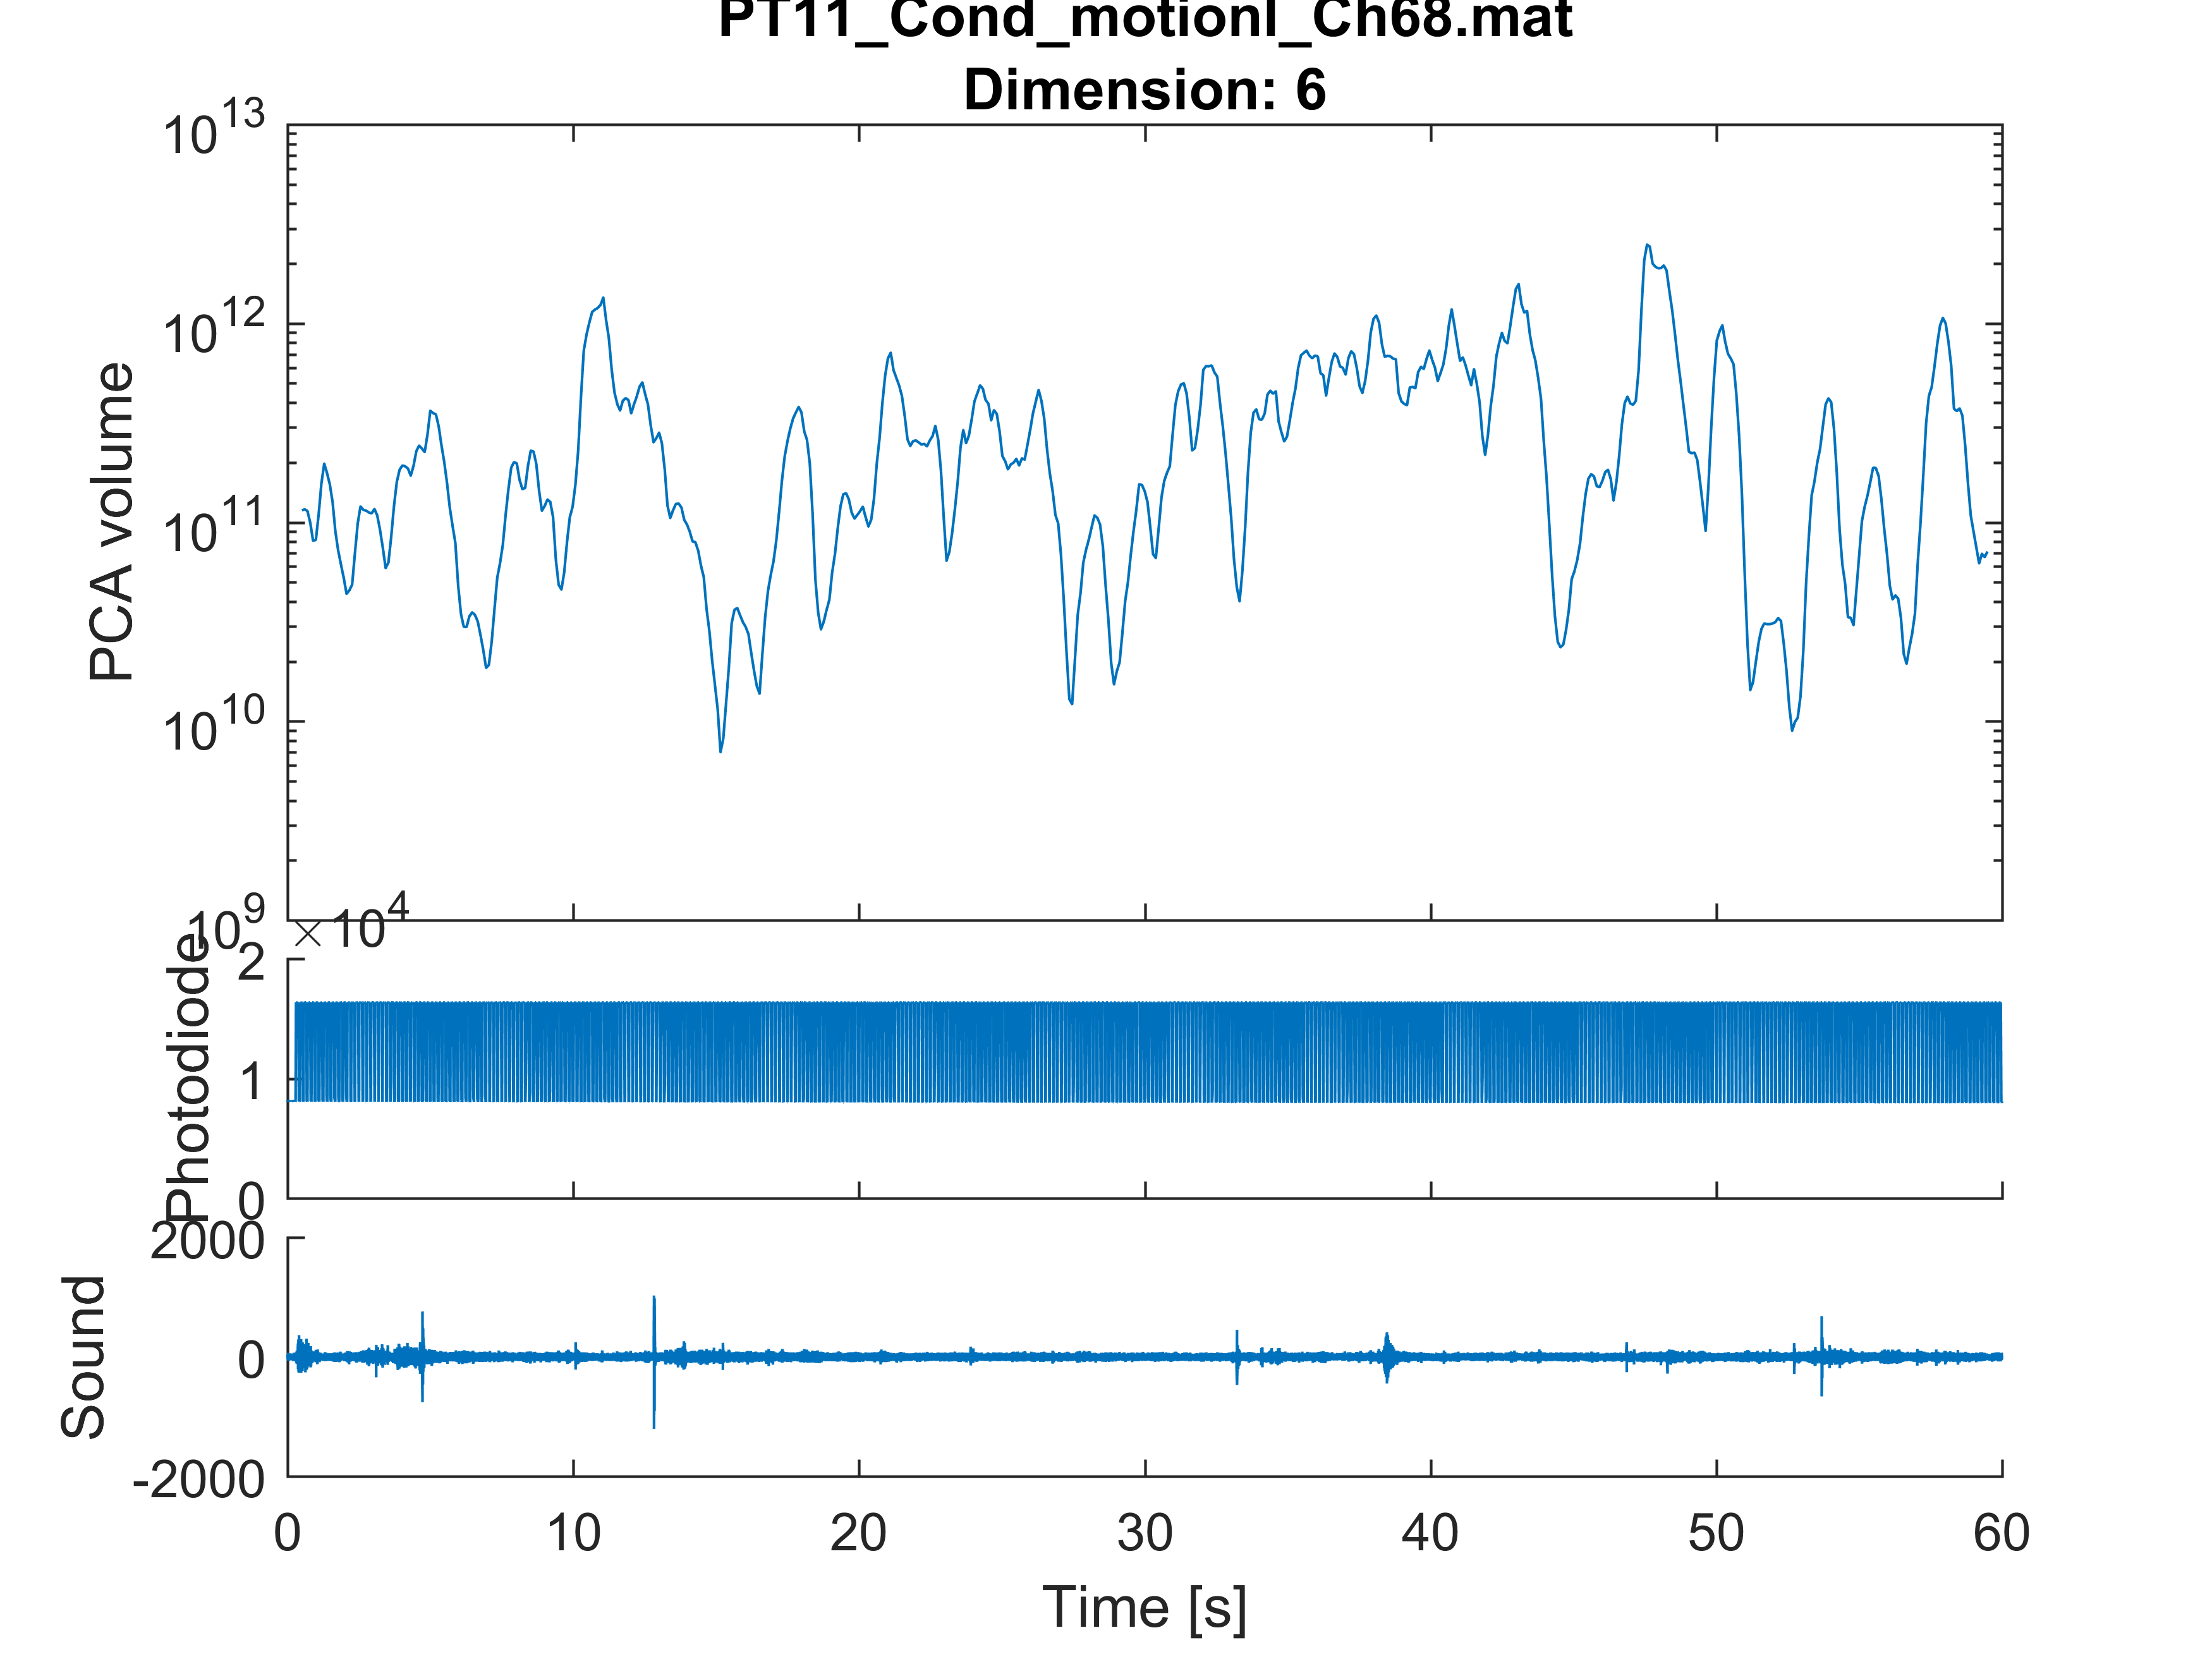 PT11_Cond_motionI_Ch68.mat
Dimension: 6
10^13
10^12
10^11
10^10
10^9
PCA volume
× 10^4
2
1
0
Photodiode
2000
0
-2000
Sound
0 10 20 30 40 50 60
Time [s]